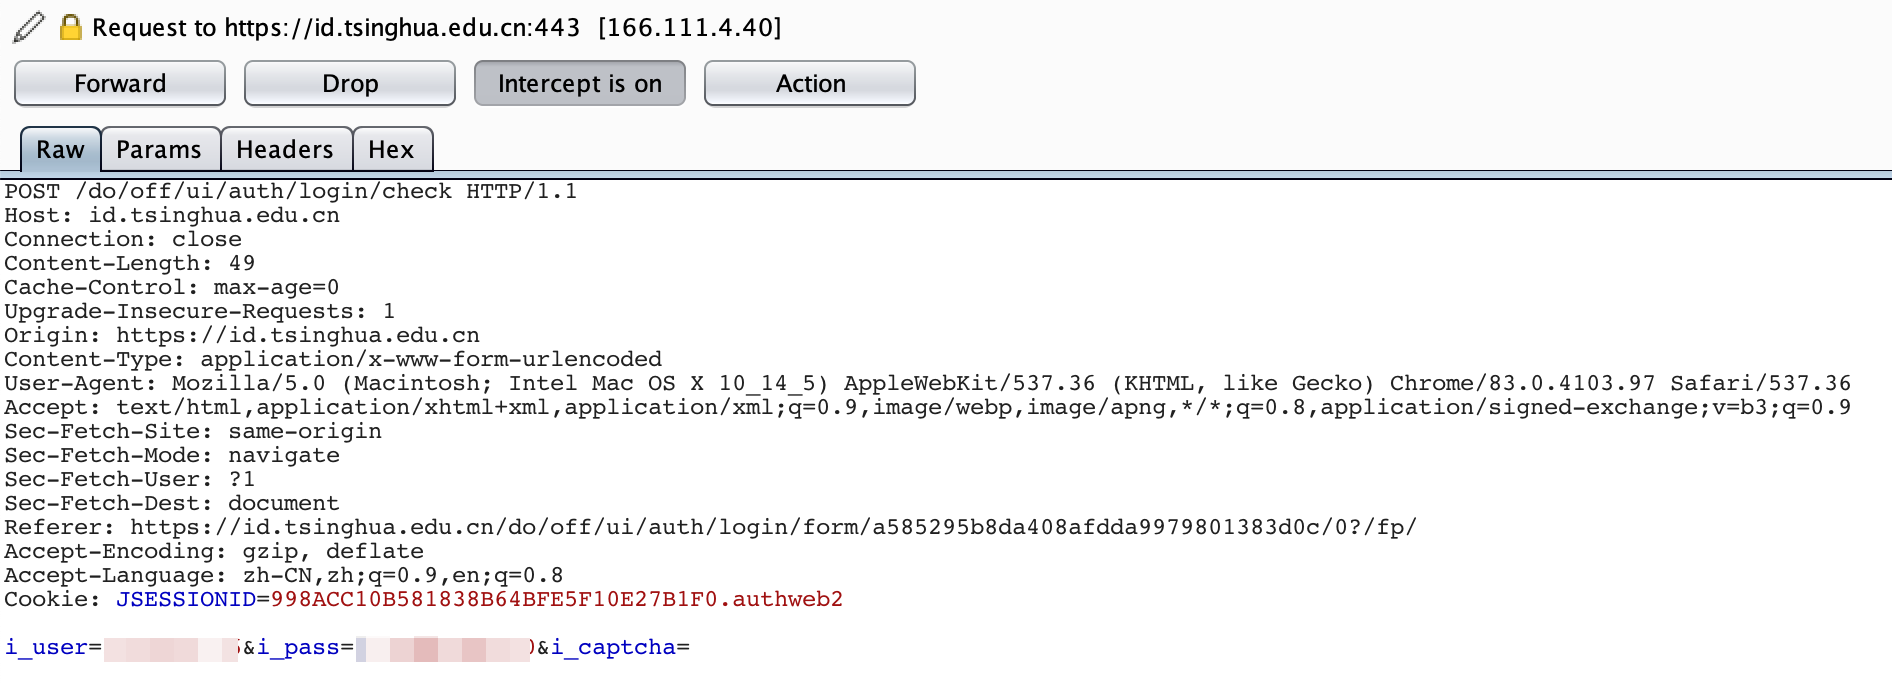 Request to https://id.tsinghua.edu.cn:443 [166.111.4.40]
Forward Drop Intercept is on Action
Raw Params Headers Hex
POST /do/off/ui/auth/login/check HTTP/1.1
Host: id.tsinghua.edu.cn
Connection: close
Content-Length: 49
Cache-Control: max-age=0
Upgrade-Insecure-Requests: 1
Origin: https://id.tsinghua.edu.cn
Content-Type: application/x-www-form-urlencoded
User-Agent: Mozilla/5.0 (Macintosh; Intel Mac OS X 10_14_5) AppleWebKit/537.36 (KHTML, like Gecko) Chrome/83.0.4103.97 Safari/537.36
Accept: text/html,application/xhtml+xml,application/xml;q=0.9,image/webp,image/apng,*/*;q=0.8,application/signed-exchange;v=b3;q=0.9
Sec-Fetch-Site: same-origin
Sec-Fetch-Mode: navigate
Sec-Fetch-User: ?1
Sec-Fetch-Dest: document
Referer: https://id.tsinghua.edu.cn/do/off/ui/auth/login/form/a585295b8da408afdda9979801383d0c/0?/fp/
Accept-Encoding: gzip, deflate
Accept-Language: zh-CN,zh;q=0.9,en;q=0.8
Cookie: JSESSIONID=998ACC10B581838B64BFE5F10E27B1F0.authweb2
i_user= &i_pass= &i_captcha=